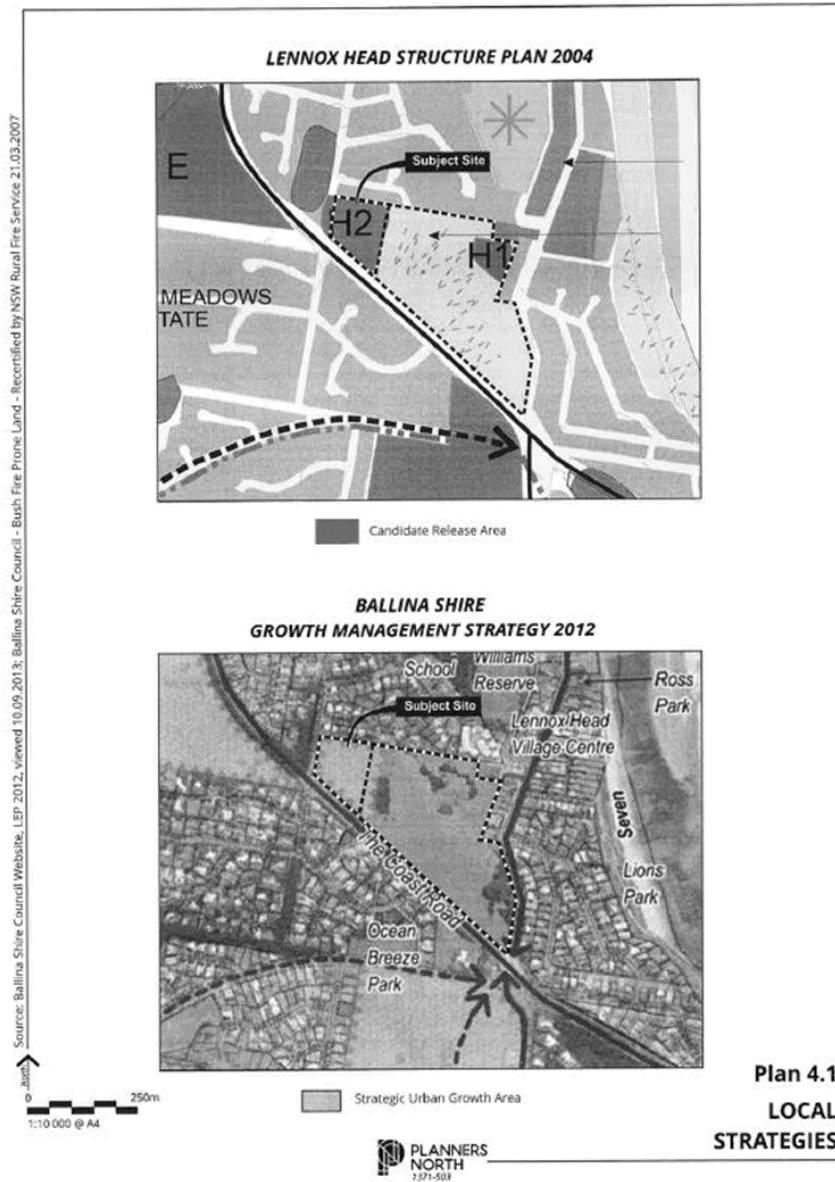 LENNOX HEAD STRUCTURE PLAN 2004
E
Subject Site
H2
H1
MEADOWS
TATE
Candidate Release Area
BALLINA SHIRE
GROWTH MANAGEMENT STRATEGY 2012
School
Williams
Reserve
Ross
Park
Subject Site
Lennox Head
Village Centre
Seven
The Coast Road
Lions
Park
Ocean
Breeze
Park
Strategic Urban Growth Area
Source: Ballina Shire Council Website, LEP 2012, viewed 10.09.2013; Ballina Shire Council - Bush Fire Prone Land - Recertified by NSW Rural Fire Service 21.03.2007
North
0 250m
1:10 000 @ A4
Plan 4.1
LOCAL
STRATEGIES
PLANNERS
NORTH
1371-503